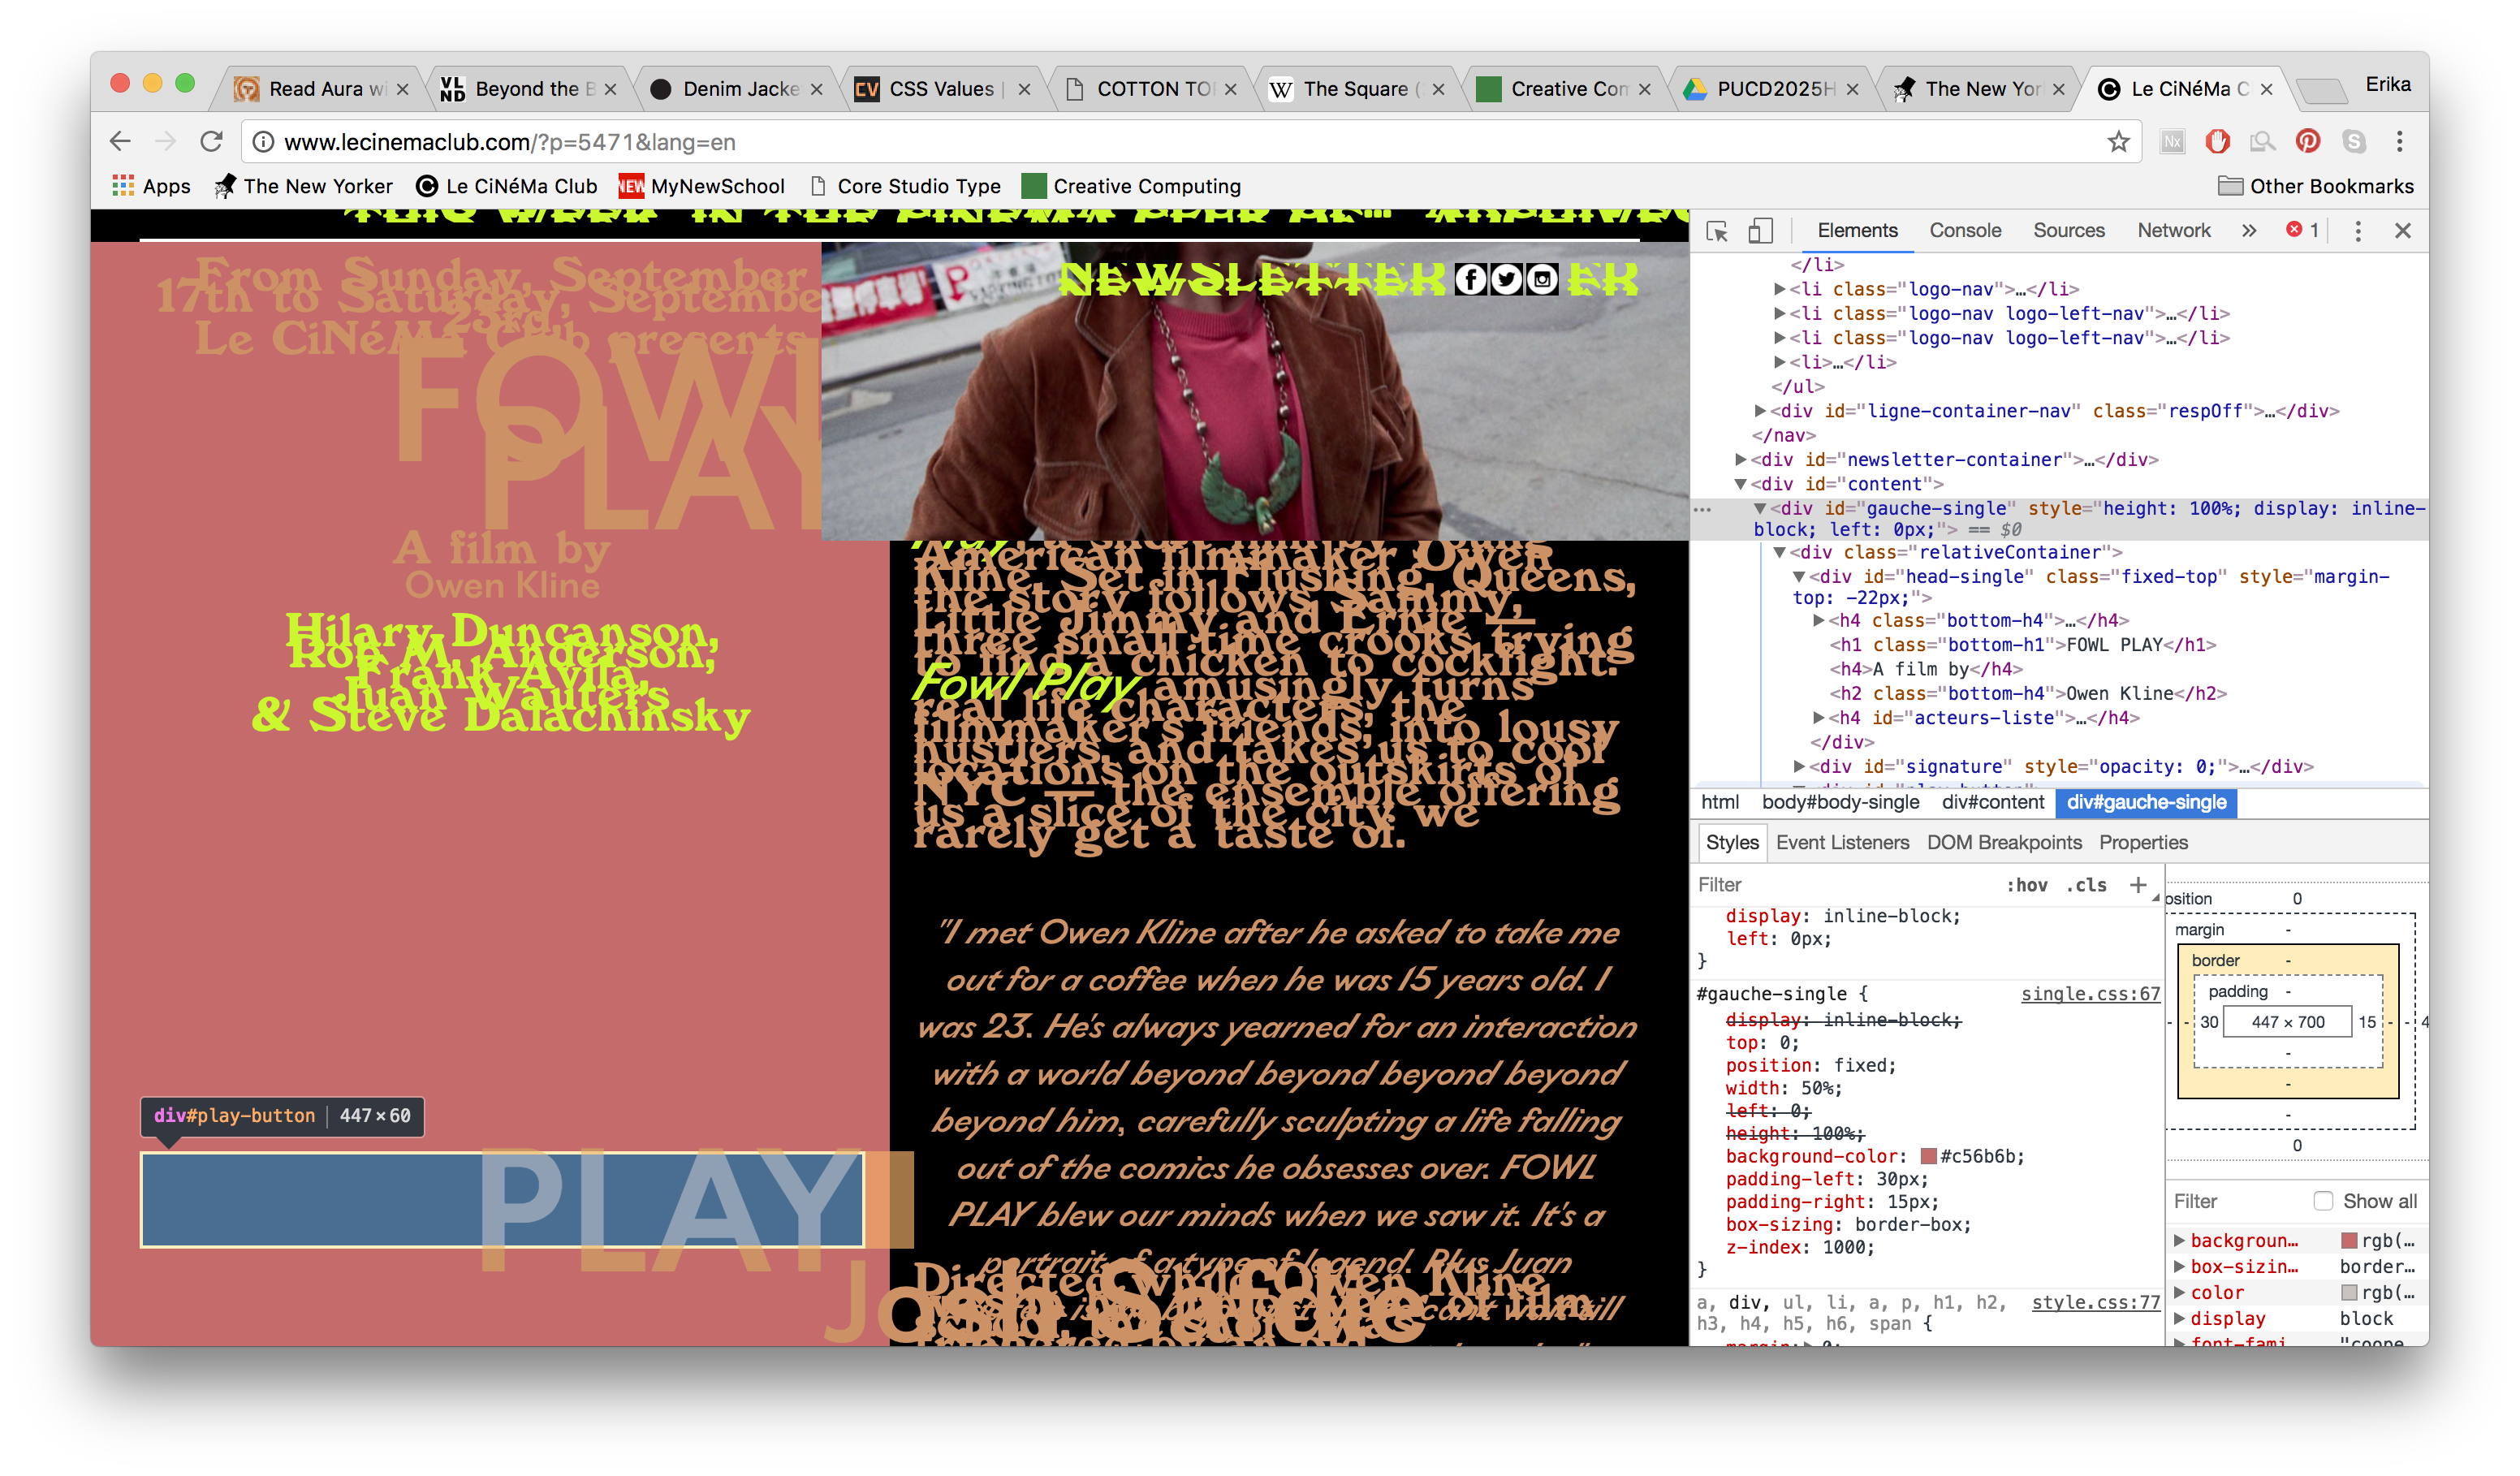 Read Aura wi
Beyond the B
Denim Jacke
CSS Values |
COTTON TO
The Square (
Creative Com
PUCD2025H
The New Yor
Le CiNéMa C
Erika
www.lecinemaclub.com/?p=5471&lang=en
Apps
The New Yorker
Le CiNéMa Club
MyNewSchool
Core Studio Type
Creative Computing
Other Bookmarks
NEWSLETTER
ER
From Sunday, September
17th to Saturday, Septembe
23rd,
Le CiNéMa Club presents
FOWL
PLAY
A film by
Owen Kline
Hilary Duncanson,
Rob M. Anderson,
Frank Avila,
Juan Wauters
& Steve Dalachinsky
div#play-button | 447×60
PLAY
American filmmaker Owen
Kline. Set in Flushing, Queens,
the story follows Sammy,
Little Jimmy and Ernie —
three small time crooks trying
to find a chicken to cockfight.
Fowl Play amusingly turns
real life characters, the
filmmaker's friends, into lousy
hustlers, and takes us to cool
locations on the outskirts of
NYC — the ensemble offering
us a slice of the city we
rarely get a taste of.
"I met Owen Kline after he asked to take me
out for a coffee when he was 15 years old. I
was 23. He's always yearned for an interaction
with a world beyond beyond beyond beyond
beyond him, carefully sculpting a life falling
out of the comics he obsesses over. FOWL
PLAY blew our minds when we saw it. It's a
portrait of a type of legend. Plus Juan
Josh Safdie
Directed while Owen Kline
Elements
Console
Sources
Network
»
1
</li>
<li class="logo-nav">…</li>
<li class="logo-nav logo-left-nav">…</li>
<li class="logo-nav logo-left-nav">…</li>
<li>…</li>
</ul>
<div id="ligne-container-nav" class="respOff">…</div>
</nav>
<div id="newsletter-container">…</div>
<div id="content">
<div id="gauche-single" style="height: 100%; display: inline-
block; left: 0px;"> == $0
<div class="relativeContainer">
<div id="head-single" class="fixed-top" style="margin-
top: -22px;">
<h4 class="bottom-h4">…</h4>
<h1 class="bottom-h1">FOWL PLAY</h1>
<h4>A film by</h4>
<h2 class="bottom-h4">Owen Kline</h2>
<h4 id="acteurs-liste">…</h4>
</div>
<div id="signature" style="opacity: 0;">…</div>
html body#body-single div#content div#gauche-single
Styles Event Listeners DOM Breakpoints Properties
Filter :hov .cls +
display: inline-block;
left: 0px;
}
#gauche-single { single.css:67
display: inline-block;
top: 0;
position: fixed;
width: 50%;
left: 0;
height: 100%;
background-color: #c56b6b;
padding-left: 30px;
padding-right: 15px;
box-sizing: border-box;
z-index: 1000;
}
a, div, ul, li, a, p, h1, h2, style.css:77
h3, h4, h5, h6, span {
osition 0
margin -
border -
padding -
30 447 × 700 15 - - 4
-
-
-
0
Filter Show all
backgroun… rgb(…
box-sizin… border…
color rgb(…
display block
font-fami… "coope